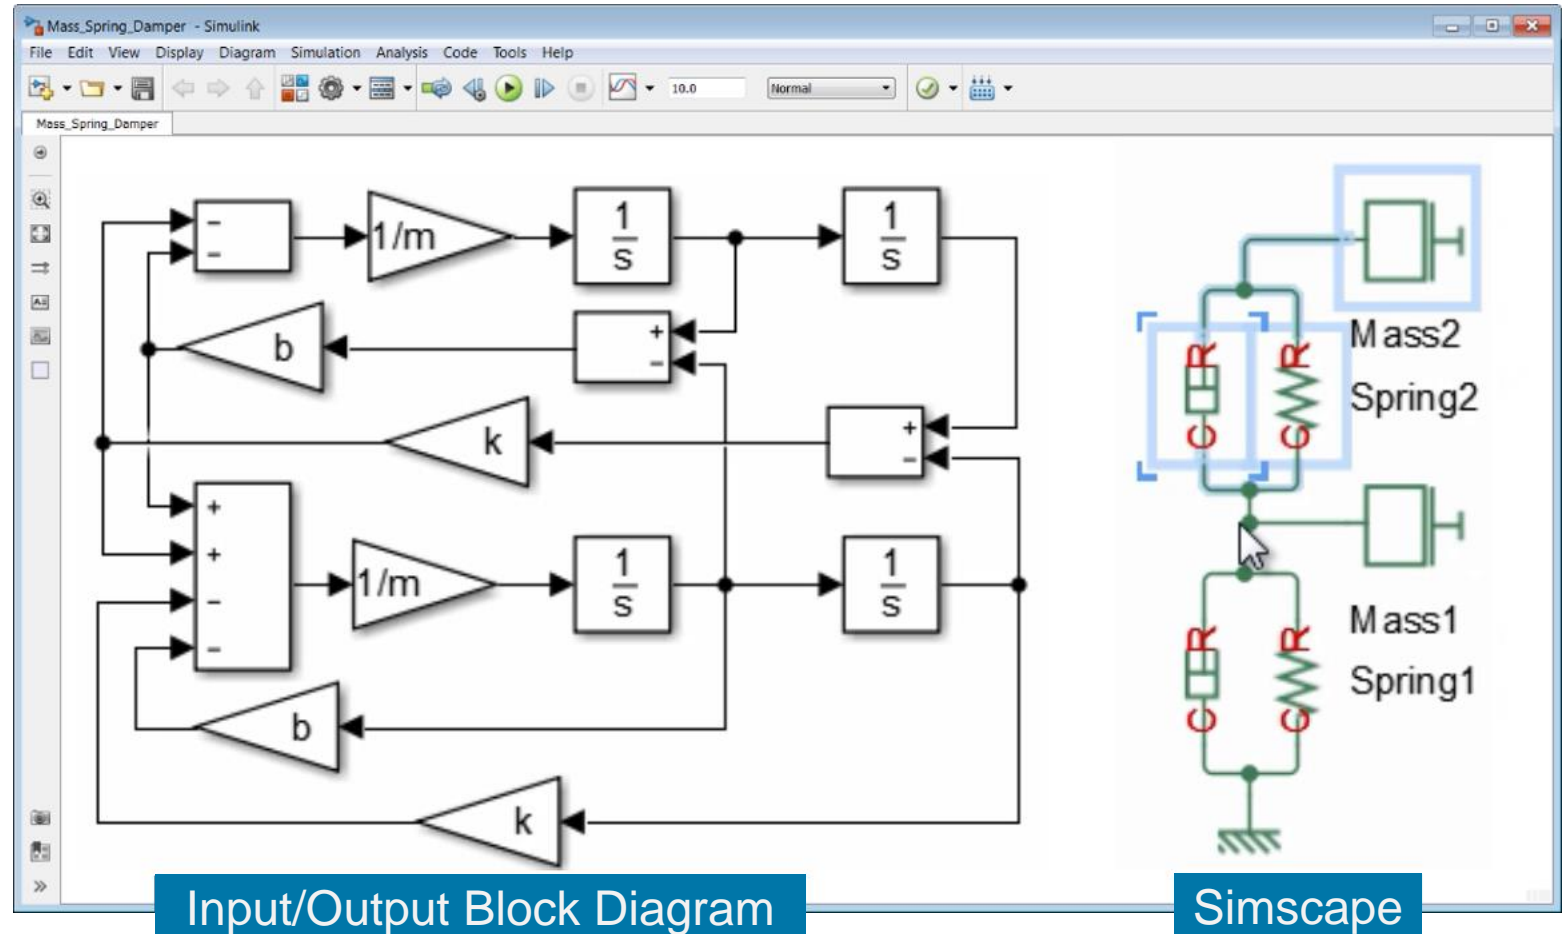 Mass_Spring_Damper - Simulink
File Edit View Display Diagram Simulation Analysis Code Tools Help
10.0
Normal
Mass_Spring_Damper
− −
1/m
1
s
1
s
b
+ −
k
+ −
+ + − −
1/m
1
s
1
s
b
k
Mass2
R R
Spring2
C C
Mass1
R R
Spring1
C C
Input/Output Block Diagram
Simscape